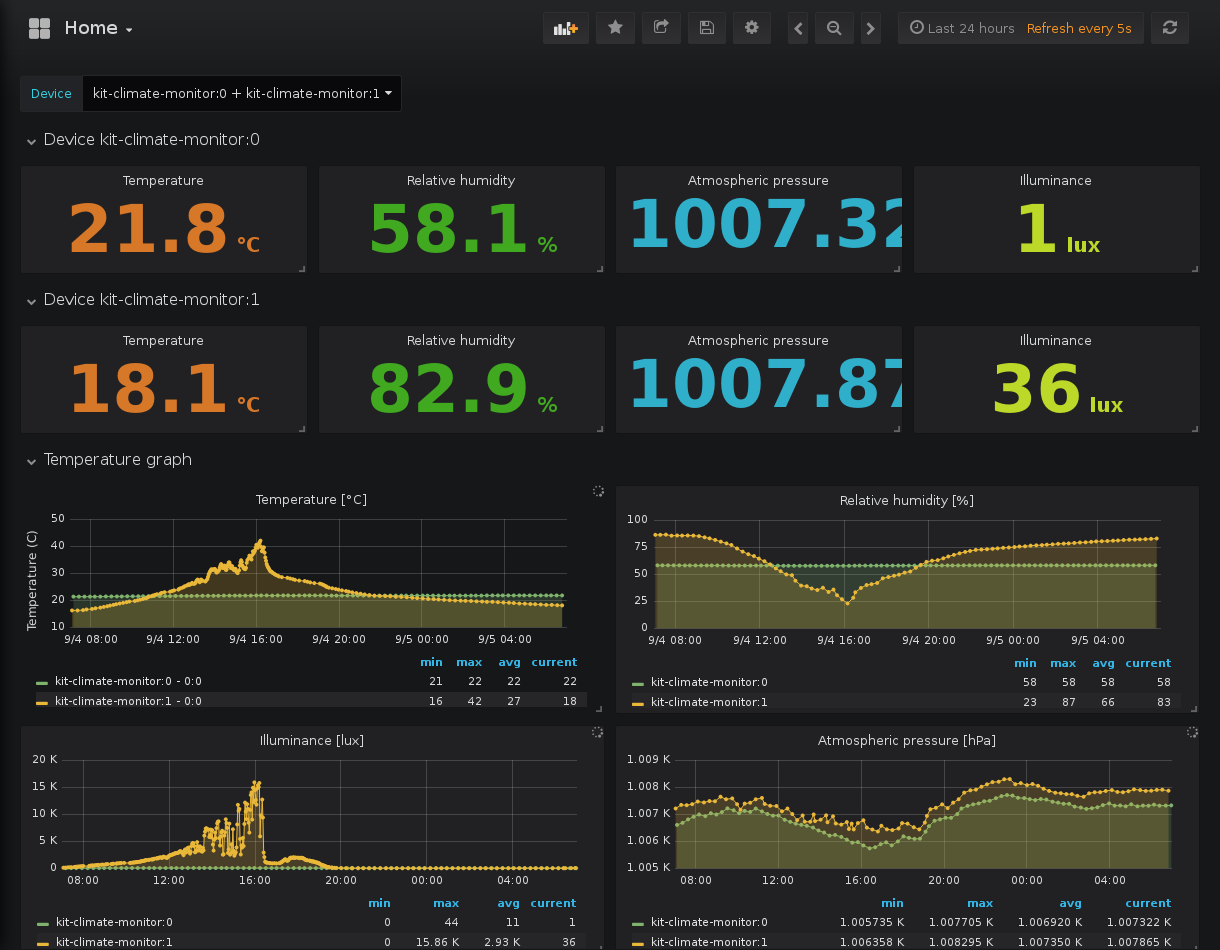 Home
Last 24 hours Refresh every 5s
Device kit-climate-monitor:0 + kit-climate-monitor:1
Device kit-climate-monitor:0
Temperature Relative humidity Atmospheric pressure Illuminance
21.8 °C 58.1 % 1007.32 1 lux
Device kit-climate-monitor:1
Temperature Relative humidity Atmospheric pressure Illuminance
18.1 °C 82.9 % 1007.87 36 lux
Temperature graph
Temperature [°C]
Temperature (C)
50
40
30
20
10
9/4 08:00 9/4 12:00 9/4 16:00 9/4 20:00 9/5 00:00 9/5 04:00
min max avg current
kit-climate-monitor:0 - 0:0 21 22 22 22
kit-climate-monitor:1 - 0:0 16 42 27 18
Relative humidity [%]
100
75
50
25
0
9/4 08:00 9/4 12:00 9/4 16:00 9/4 20:00 9/5 00:00 9/5 04:00
min max avg current
kit-climate-monitor:0 58 58 58 58
kit-climate-monitor:1 23 87 66 83
Illuminance [lux]
20 K
15 K
10 K
5 K
0
08:00 12:00 16:00 20:00 00:00 04:00
min max avg current
kit-climate-monitor:0 0 44 11 1
kit-climate-monitor:1 0 15.86 K 2.93 K 36
Atmospheric pressure [hPa]
1.009 K
1.008 K
1.007 K
1.006 K
1.005 K
08:00 12:00 16:00 20:00 00:00 04:00
min max avg current
kit-climate-monitor:0 1.005735 K 1.007705 K 1.006920 K 1.007322 K
kit-climate-monitor:1 1.006358 K 1.008295 K 1.007350 K 1.007865 K